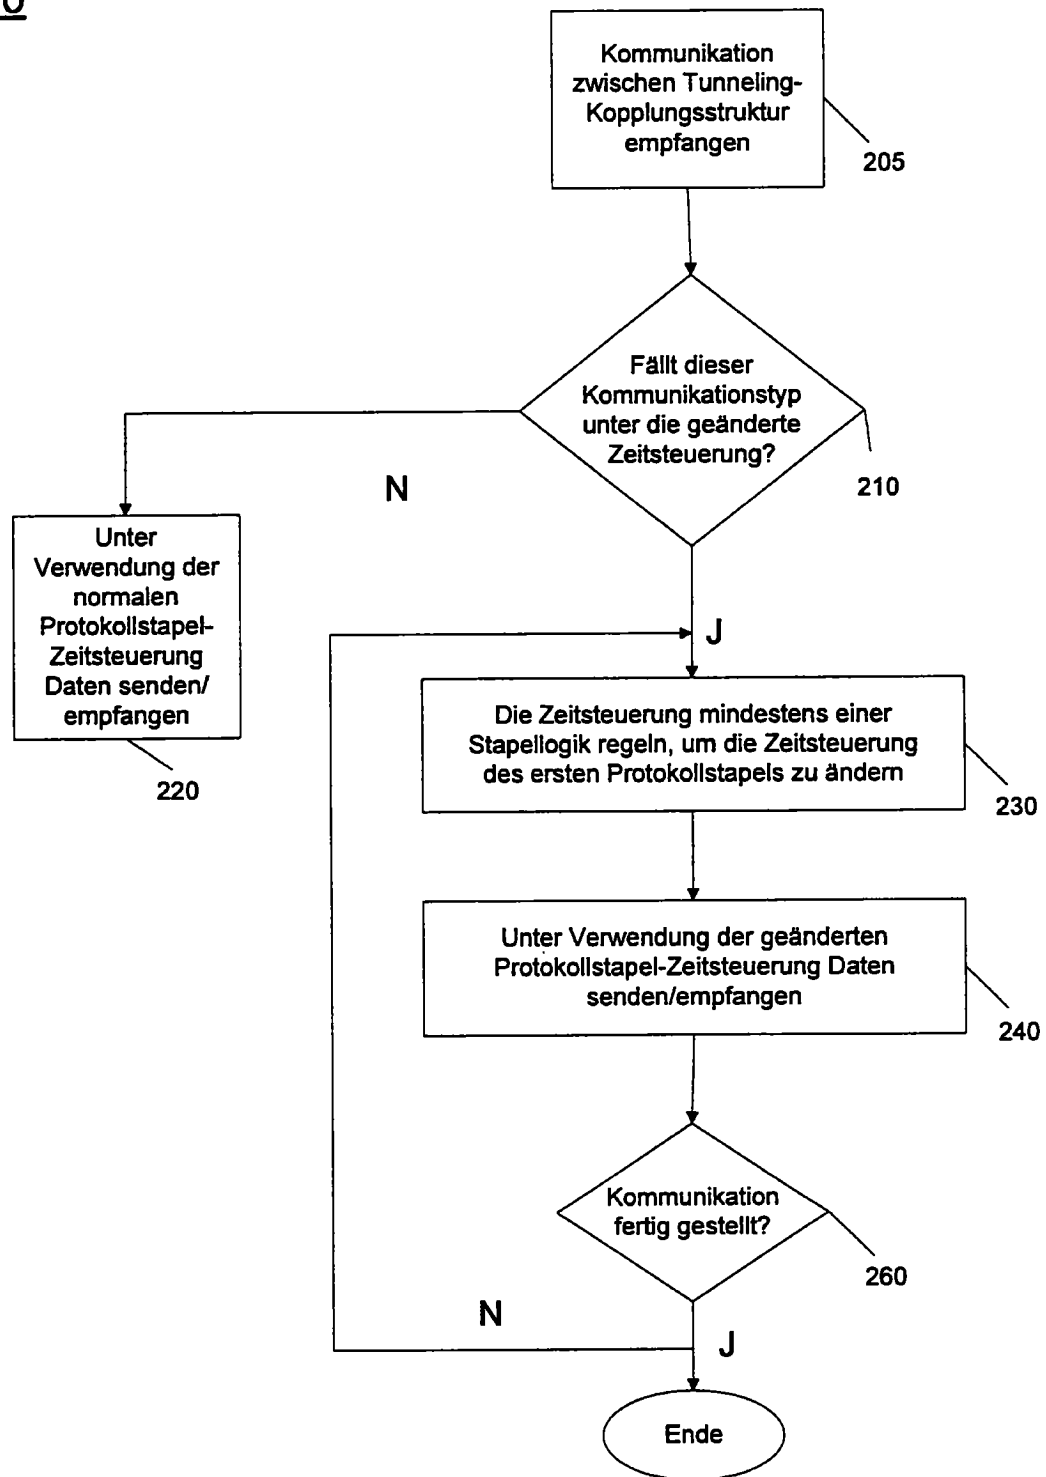 Kommunikation
zwischen Tunneling-
Kopplungsstruktur
empfangen
205
Fällt dieser
Kommunikationstyp
unter die geänderte
Zeitsteuerung?
210
N
Unter
Verwendung der
normalen
Protokollstapel-
Zeitsteuerung
Daten senden/
empfangen
220
J
Die Zeitsteuerung mindestens einer
Stapellogik regeln, um die Zeitsteuerung
des ersten Protokollstapels zu ändern
230
Unter Verwendung der geänderten
Protokollstapel-Zeitsteuerung Daten
senden/empfangen
240
Kommunikation
fertig gestellt?
260
N
J
Ende